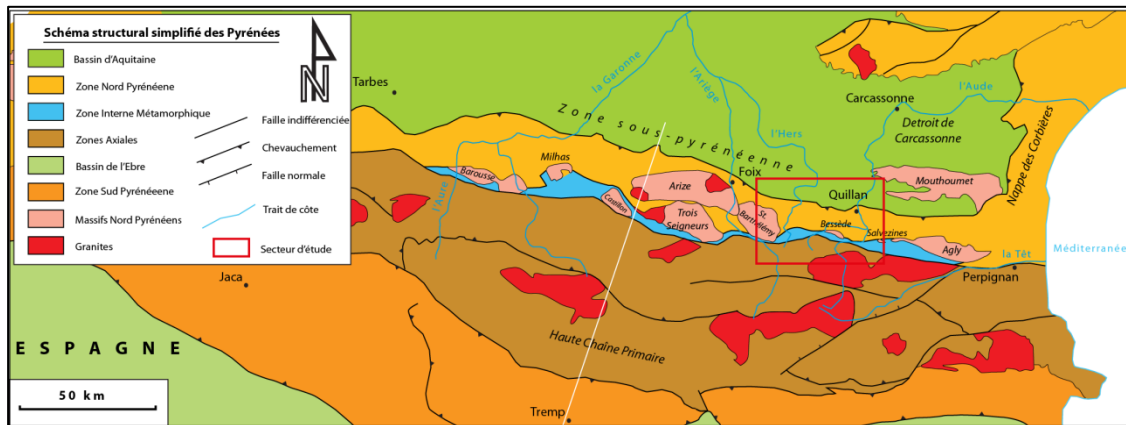 Schéma structural simplifié des Pyrénées
Bassin d'Aquitaine
Zone Nord Pyrénéene
Zone Interne Métamorphique
Zones Axiales
Bassin de l'Ebre
Zone Sud Pyrénéeene
Massifs Nord Pyrénéens
Granites
N
Faille indifférenciée
Chevauchement
Faille normale
Trait de côte
Secteur d'étude
Tarbes
la Garonne
l'Ariège
l'Hers
l'Aude
Carcassonne
Detroit de
Carcassonne
Zone sous-pyrénéenne
Nappe des Corbières
Milhas
Foix
Barousse
l'Aure
Castillon
Arize
Trois
Seigneurs
St.
Barthélémy
Quillan
Mouthoumet
Bessède
Salvezines
Agly
la Têt
Méditerranée
Perpignan
Jaca
Haute Chaîne Primaire
ESPAGNE
50 km
Tremp